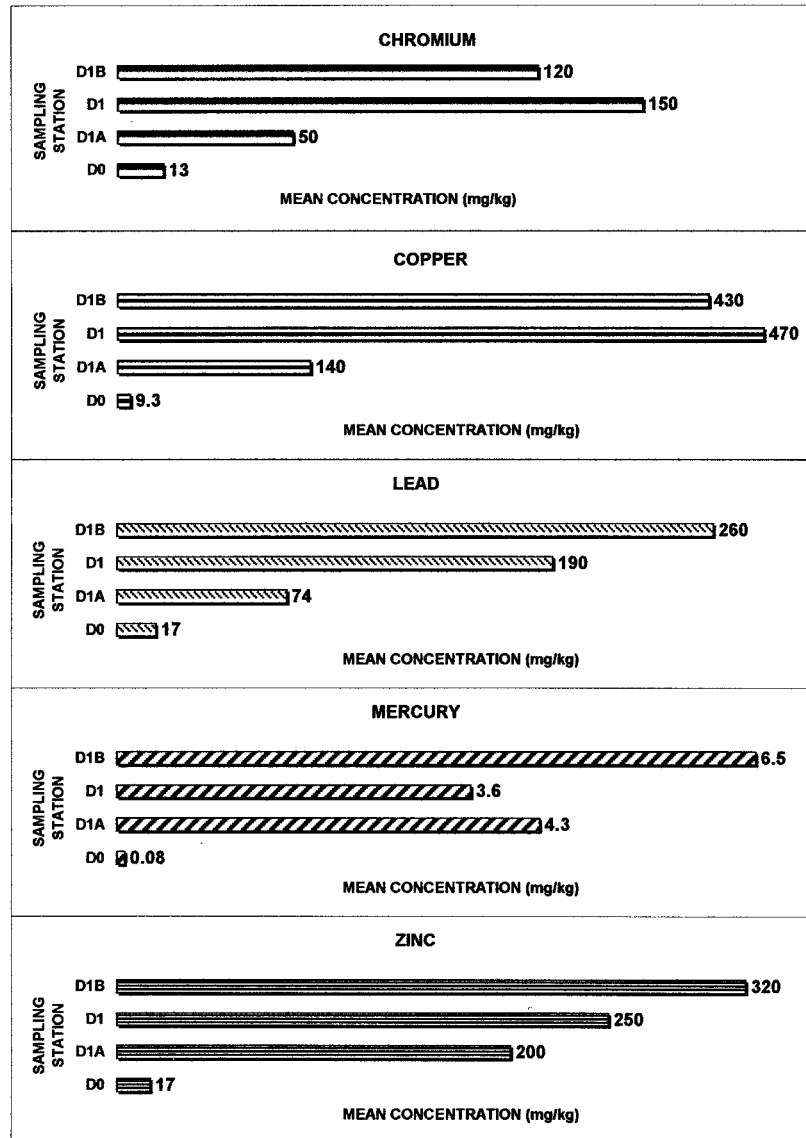 CHROMIUM
SAMPLING
STATION
D1B 120
D1 150
D1A 50
D0 13
MEAN CONCENTRATION (mg/kg)
COPPER
SAMPLING
STATION
D1B 430
D1 470
D1A 140
D0 9.3
MEAN CONCENTRATION (mg/kg)
LEAD
SAMPLING
STATION
D1B 260
D1 190
D1A 74
D0 17
MEAN CONCENTRATION (mg/kg)
MERCURY
SAMPLING
STATION
D1B 6.5
D1 3.6
D1A 4.3
D0 0.08
MEAN CONCENTRATION (mg/kg)
ZINC
SAMPLING
STATION
D1B 320
D1 250
D1A 200
D0 17
MEAN CONCENTRATION (mg/kg)